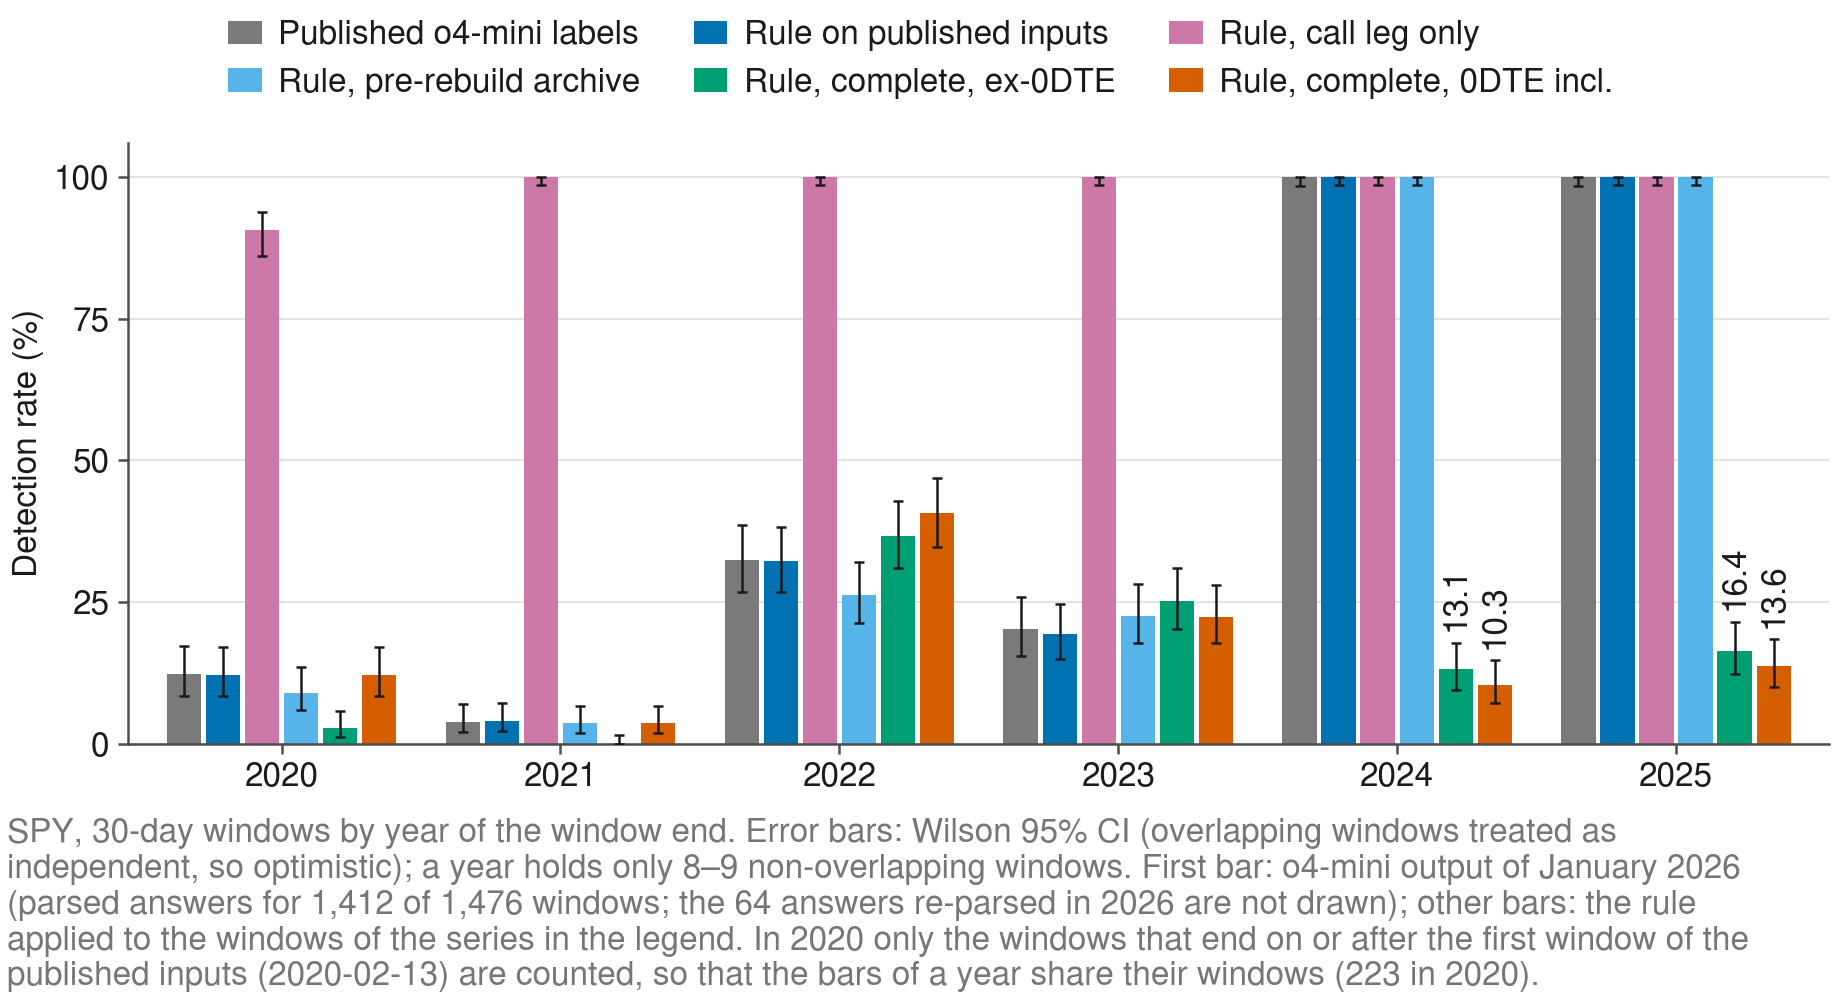 Published o4-mini labels
Rule on published inputs
Rule, call leg only
Rule, pre-rebuild archive
Rule, complete, ex-0DTE
Rule, complete, 0DTE incl.
Detection rate (%)
100
75
50
25
0
13.1
10.3
16.4
13.6
2020
2021
2022
2023
2024
2025
SPY, 30-day windows by year of the window end. Error bars: Wilson 95% CI (overlapping windows treated as
independent, so optimistic); a year holds only 8–9 non-overlapping windows. First bar: o4-mini output of January 2026
(parsed answers for 1,412 of 1,476 windows; the 64 answers re-parsed in 2026 are not drawn); other bars: the rule
applied to the windows of the series in the legend. In 2020 only the windows that end on or after the first window of the
published inputs (2020-02-13) are counted, so that the bars of a year share their windows (223 in 2020).